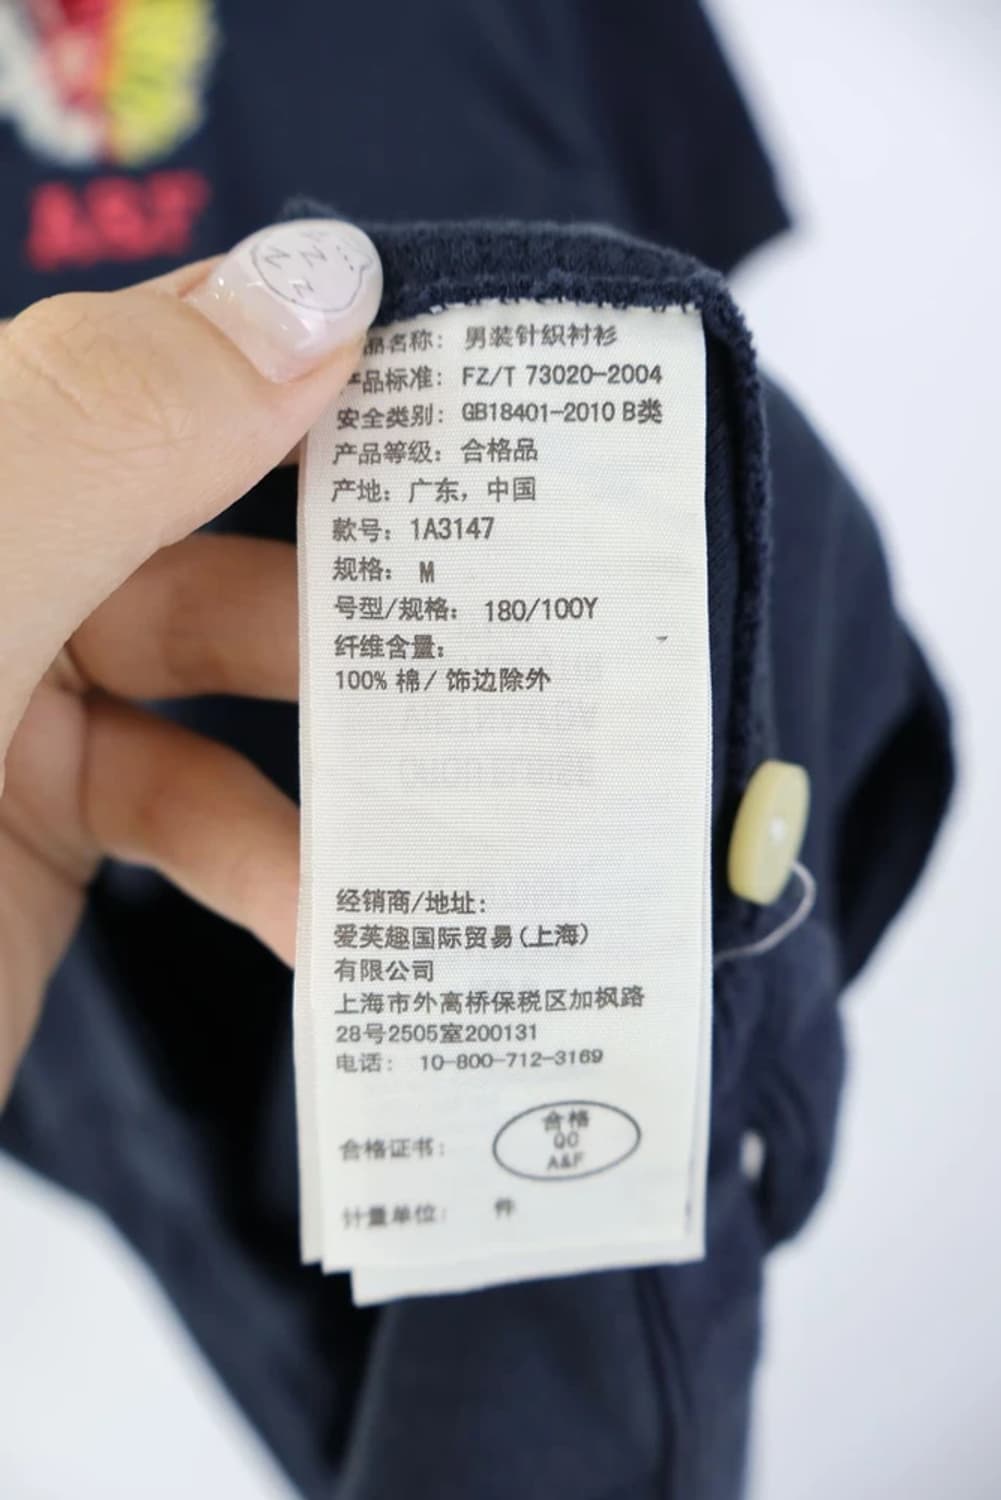 A&F
品名称: 男装针织衬衫
产品标准: FZ/T 73020-2004
安全类别: GB18401-2010 B类
产品等级: 合格品
产地: 广东, 中国
款号: 1A3147
规格: M
号型/规格: 180/100Y
纤维含量:
100% 棉/ 饰边除外
经销商/地址:
爱芙趣国际贸易(上海)
有限公司
上海市外高桥保税区加枫路
28号2505室200131
电话: 10-800-712-3169
合格证书:
合格
QC
A&F
计量单位: 件